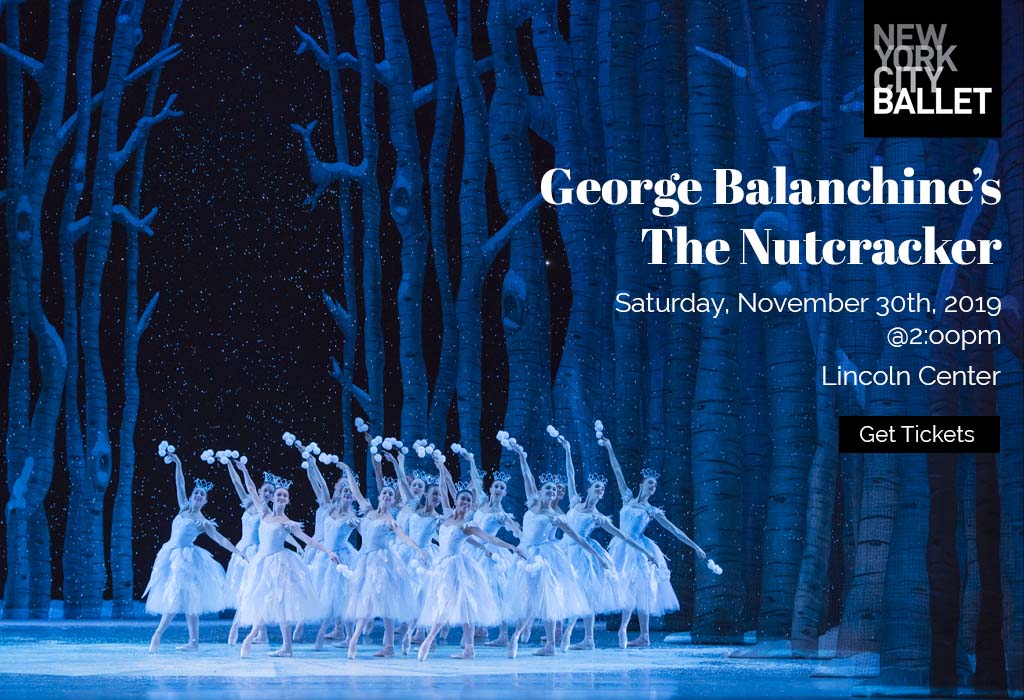 NEW
YORK
CITY
BALLET
George Balanchine’s
The Nutcracker
Saturday, November 30th, 2019
@2:00pm
Lincoln Center
Get Tickets